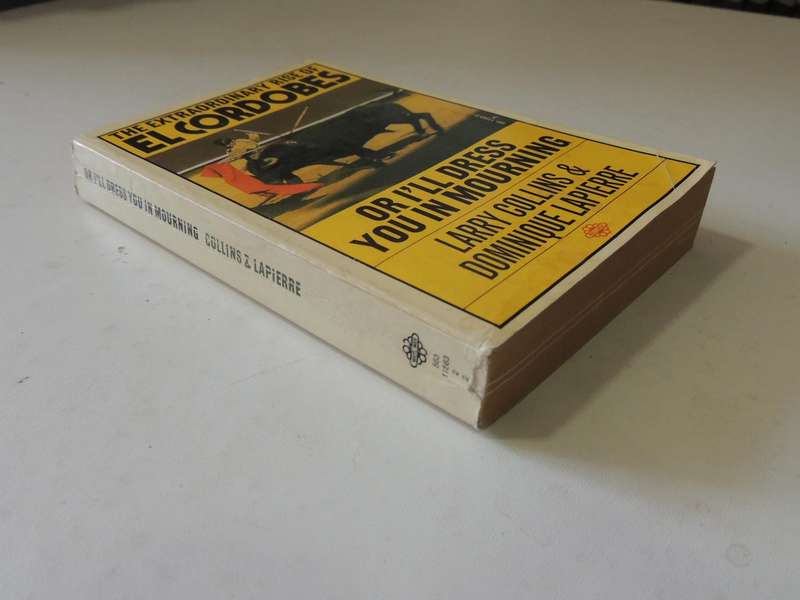 THE EXTRAORDINARY RISE OF
EL CORDOBES
OR I'LL DRESS
YOU IN MOURNING
LARRY COLLINS &
DOMINIQUE LAPIERRE
OR I'LL DRESS YOU IN MOURNING COLLINS & LAPIERRE
583